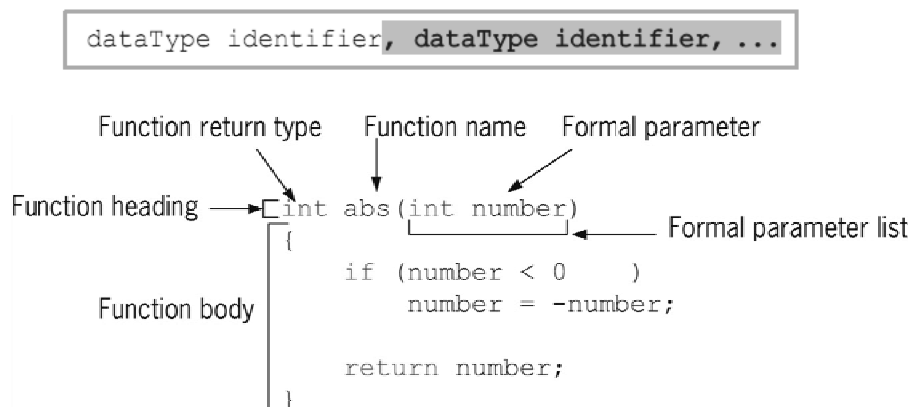 dataType identifier, dataType identifier, ...
Function return type Function name Formal parameter
Function heading int abs(int number)
Formal parameter list
{
if (number < 0 )
number = -number;
Function body
return number;
}